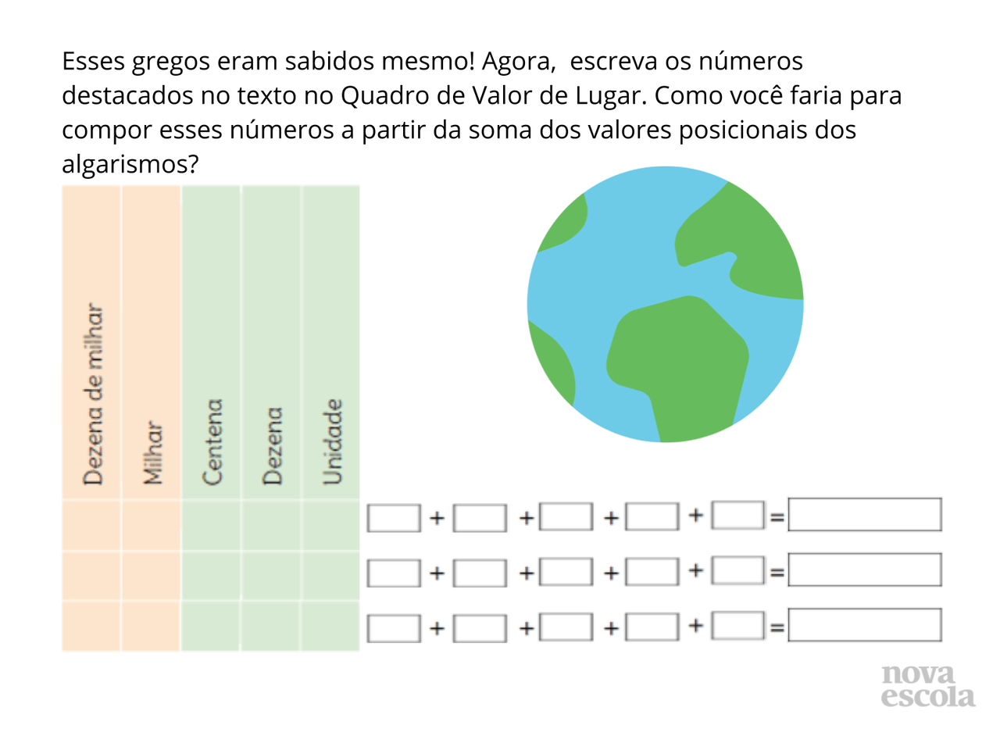 Esses gregos eram sabidos mesmo! Agora,  escreva os números
destacados no texto no Quadro de Valor de Lugar. Como você faria para
compor esses números a partir da soma dos valores posicionais dos
algarismos?
Dezena de milhar
Milhar
Centena
Dezena
Unidade
+ + + + =
+ + + + =
+ + + + =
nova
escola